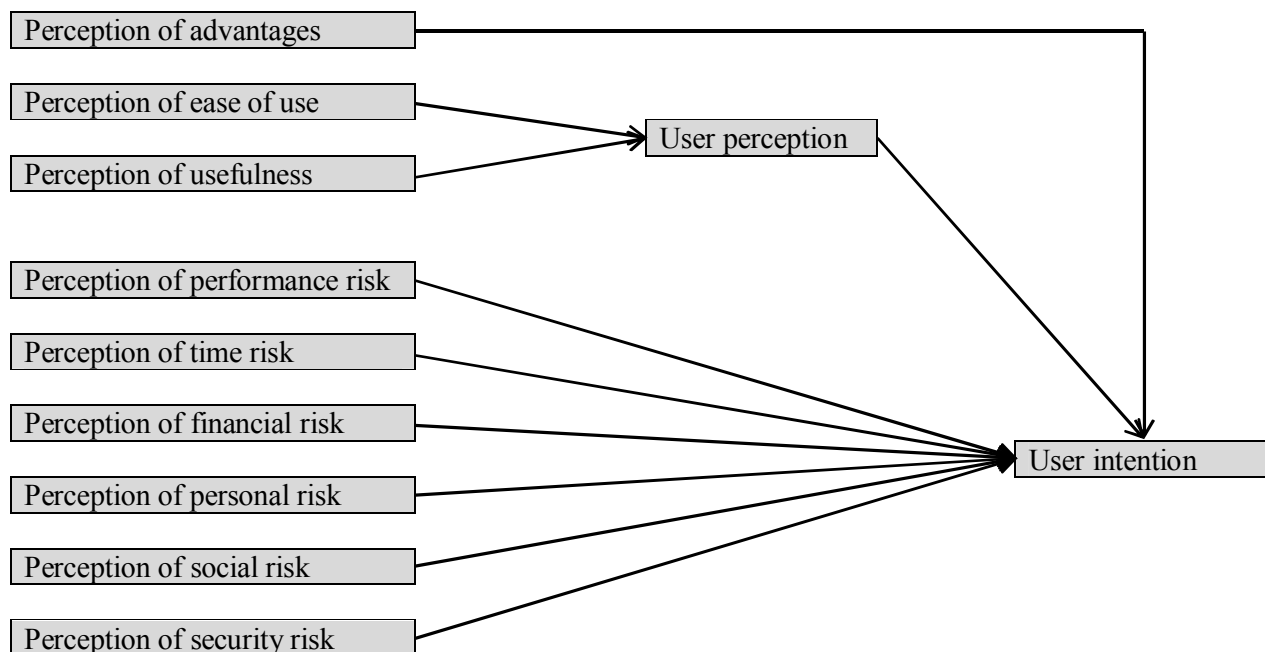 Perception of advantages
Perception of ease of use
User perception
Perception of usefulness
Perception of performance risk
Perception of time risk
Perception of financial risk
User intention
Perception of personal risk
Perception of social risk
Perception of security risk